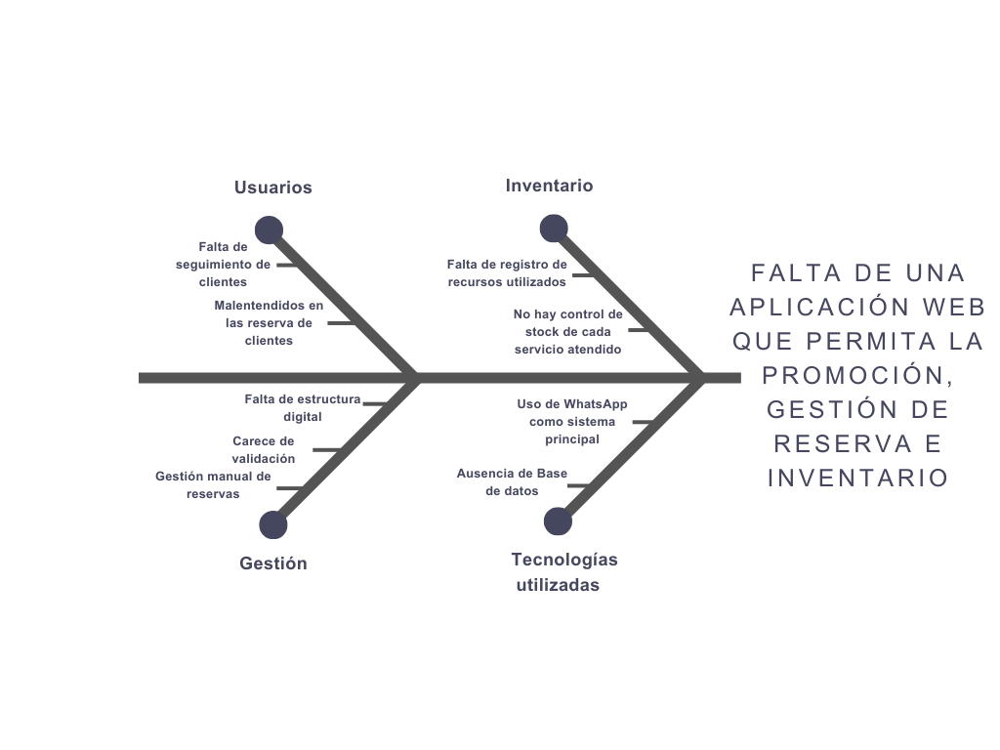 Usuarios
Falta de
seguimiento de
clientes
Malentendidos en
las reserva de
clientes
Inventario
Falta de registro de
recursos utilizados
No hay control de
stock de cada
servicio atendido
FALTA DE UNA
APLICACIÓN WEB
QUE PERMITA LA
PROMOCIÓN,
GESTIÓN DE
RESERVA E
INVENTARIO
Falta de estructura
digital
Carece de
validación
Gestión manual de
reservas
Gestión
Uso de WhatsApp
como sistema
principal
Ausencia de Base
de datos
Tecnologías
utilizadas